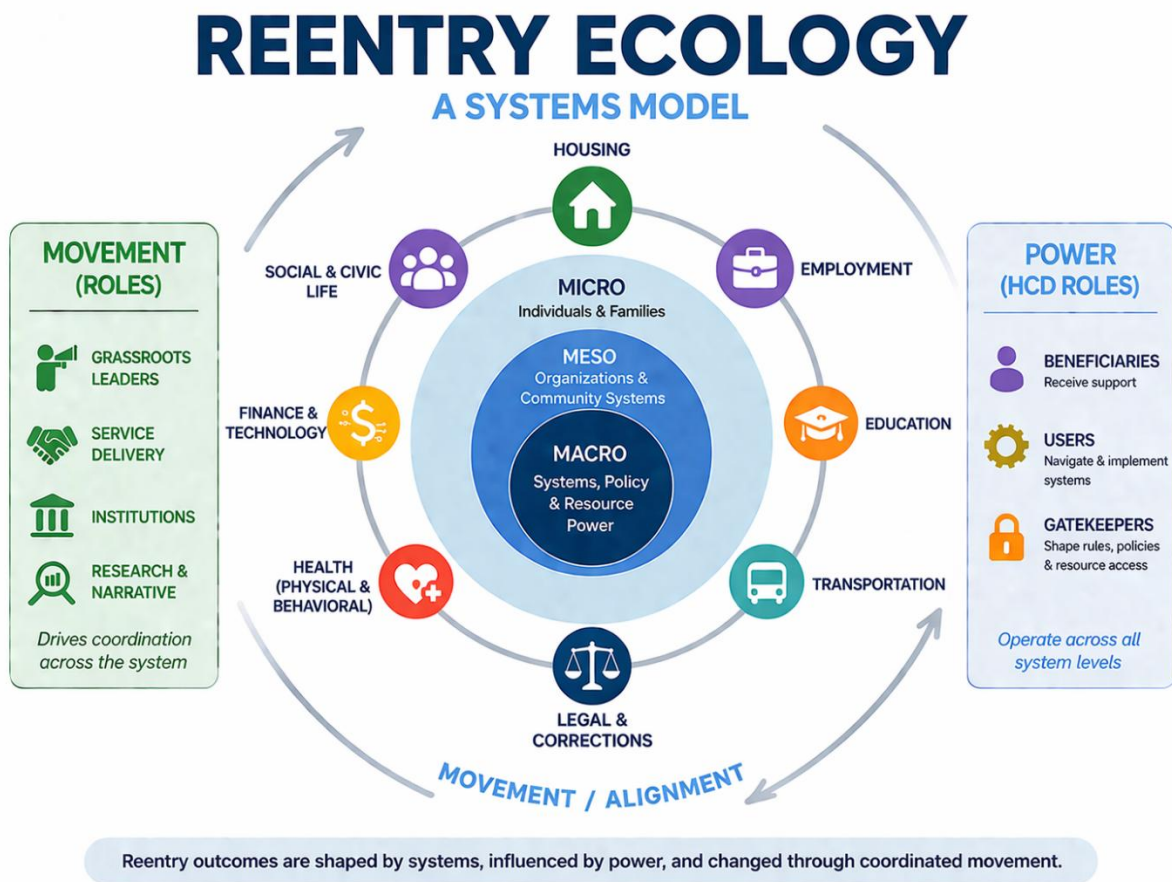 REENTRY ECOLOGY
A SYSTEMS MODEL
MOVEMENT
(ROLES)
GRASSROOTS
LEADERS
SERVICE
DELIVERY
INSTITUTIONS
RESEARCH &
NARRATIVE
Drives coordination
across the system
HOUSING
SOCIAL & CIVIC
LIFE
EMPLOYMENT
FINANCE &
TECHNOLOGY
EDUCATION
HEALTH
(PHYSICAL &
BEHAVIORAL)
TRANSPORTATION
LEGAL &
CORRECTIONS
MICRO
Individuals & Families
MESO
Organizations &
Community Systems
MACRO
Systems, Policy
& Resource
Power
POWER
(HCD ROLES)
BENEFICIARIES
Receive support
USERS
Navigate & implement
systems
GATEKEEPERS
Shape rules, policies
& resource access
Operate across all
system levels
MOVEMENT / ALIGNMENT
Reentry outcomes are shaped by systems, influenced by power, and changed through coordinated movement.